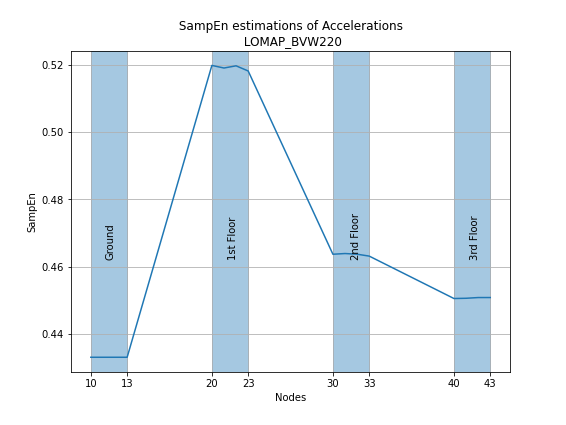 SampEn estimations of Accelerations
LOMAP_BVW220
0.52
0.50
0.48
0.46
0.44
SampEn
Ground
1st Floor
2nd Floor
3rd Floor
10 13 20 23 30 33 40 43
Nodes